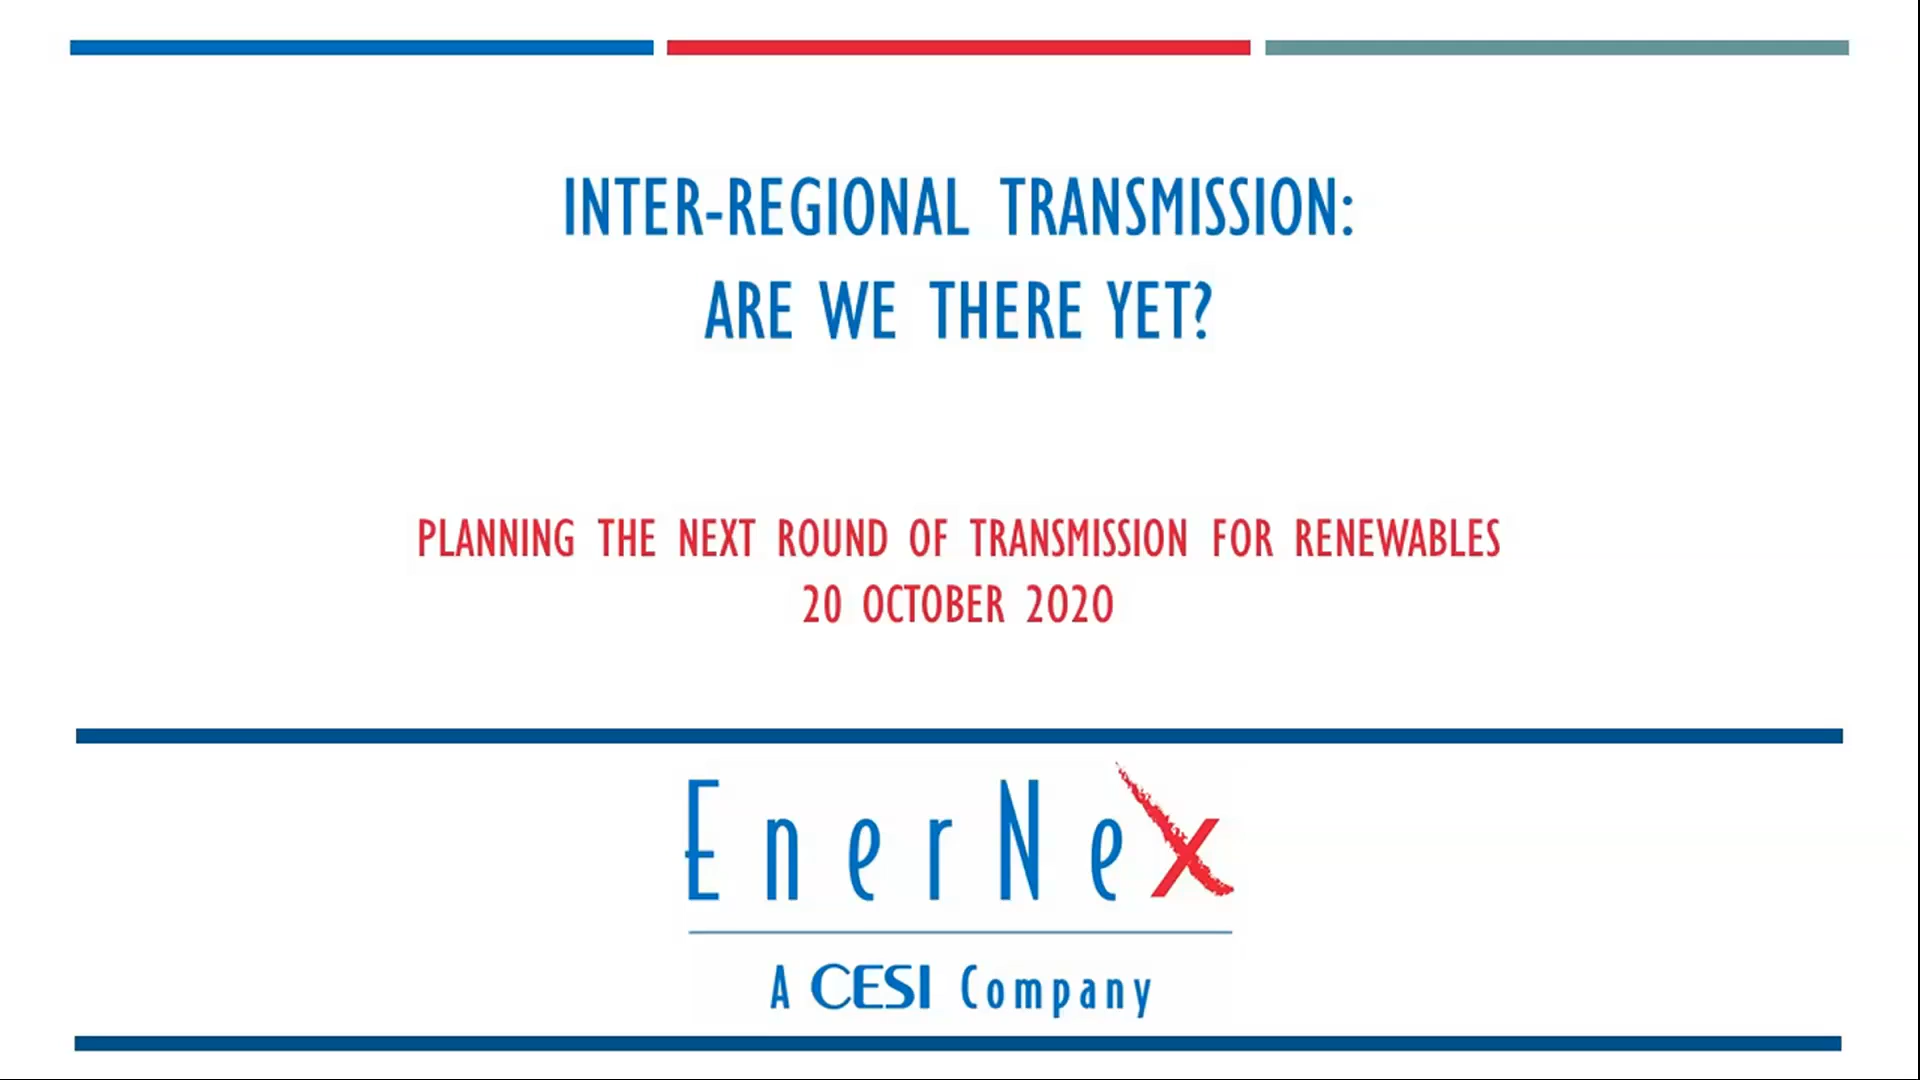 INTER-REGIONAL TRANSMISSION:
ARE WE THERE YET?
PLANNING THE NEXT ROUND OF TRANSMISSION FOR RENEWABLES
20 OCTOBER 2020
EnerNex
A CESI Company